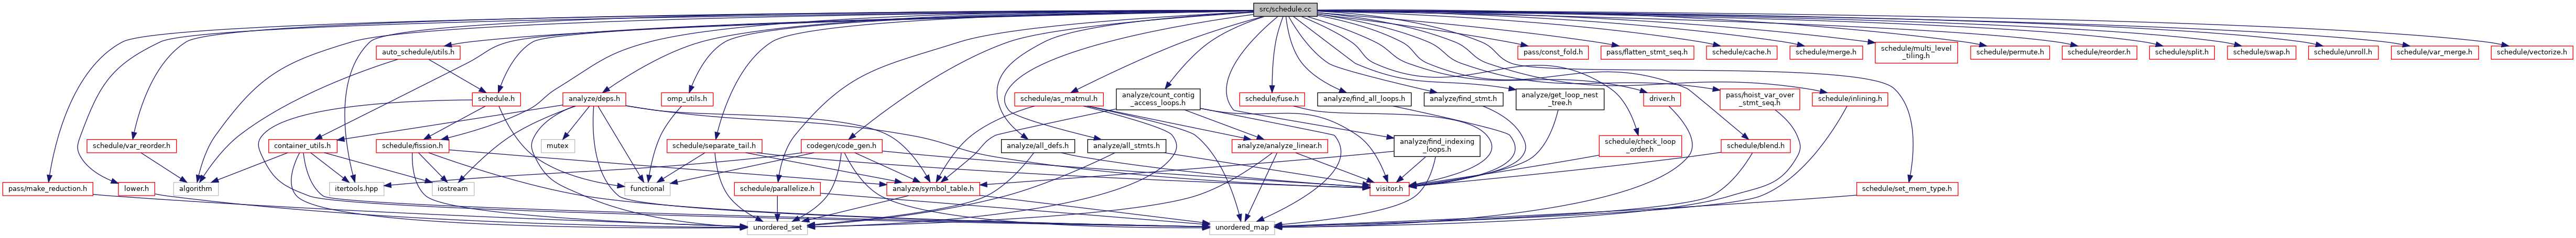 src/schedule.cc
auto_schedule/utils.h
pass/const_fold.h
pass/flatten_stmt_seq.h
schedule/cache.h
schedule/merge.h
schedule/multi_level
_tiling.h
schedule/permute.h
schedule/reorder.h
schedule/split.h
schedule/swap.h
schedule/unroll.h
schedule/var_merge.h
schedule/vectorize.h
schedule.h
analyze/deps.h
omp_utils.h
schedule/as_matmul.h
analyze/count_contig
_access_loops.h
schedule/fuse.h
analyze/find_all_loops.h
analyze/find_stmt.h
analyze/get_loop_nest
_tree.h
driver.h
pass/hoist_var_over
_stmt_seq.h
schedule/inlining.h
schedule/var_reorder.h
container_utils.h
schedule/fission.h
mutex
schedule/separate_tail.h
codegen/code_gen.h
analyze/all_defs.h
analyze/all_stmts.h
analyze/analyze_linear.h
analyze/find_indexing
_loops.h
schedule/check_loop
_order.h
schedule/blend.h
pass/make_reduction.h
lower.h
algorithm
itertools.hpp
iostream
functional
schedule/parallelize.h
analyze/symbol_table.h
visitor.h
schedule/set_mem_type.h
unordered_set
unordered_map